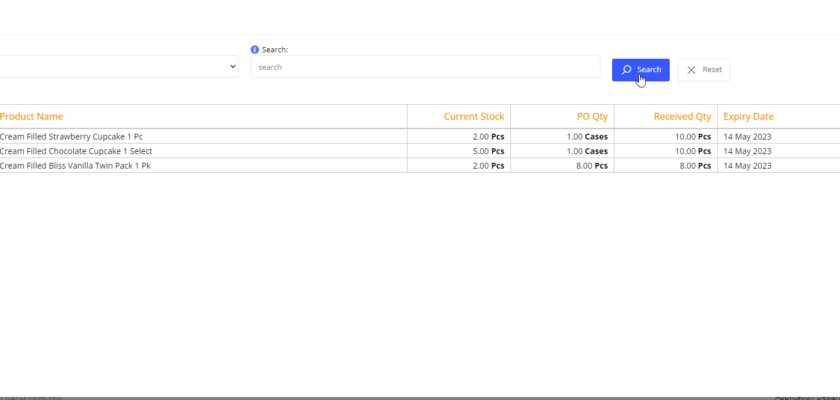 Search:
search
Search
Reset
Product Name Current Stock PO Qty Received Qty Expiry Date
Cream Filled Strawberry Cupcake 1 Pc 2.00 Pcs 1.00 Cases 10.00 Pcs 14 May 2023
Cream Filled Chocolate Cupcake 1 Select 5.00 Pcs 1.00 Cases 10.00 Pcs 14 May 2023
Cream Filled Bliss Vanilla Twin Pack 1 Pk 2.00 Pcs 8.00 Pcs 8.00 Pcs 14 May 2023